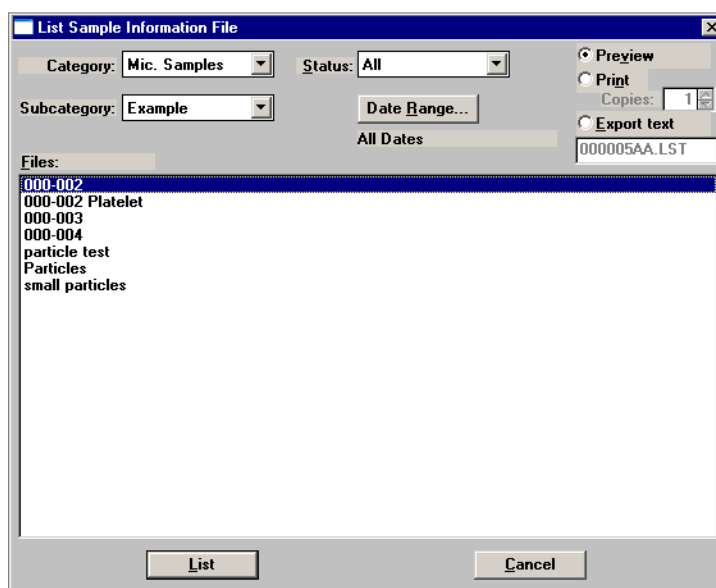 List Sample Information File
Category: Mic. Samples
Status: All
Preview
Print
Copies: 1
Subcategory: Example
Date Range...
All Dates
Export text
000005AA.LST
Files:
000-002
000-002 Platelet
000-003
000-004
particle test
Particles
small particles
List
Cancel